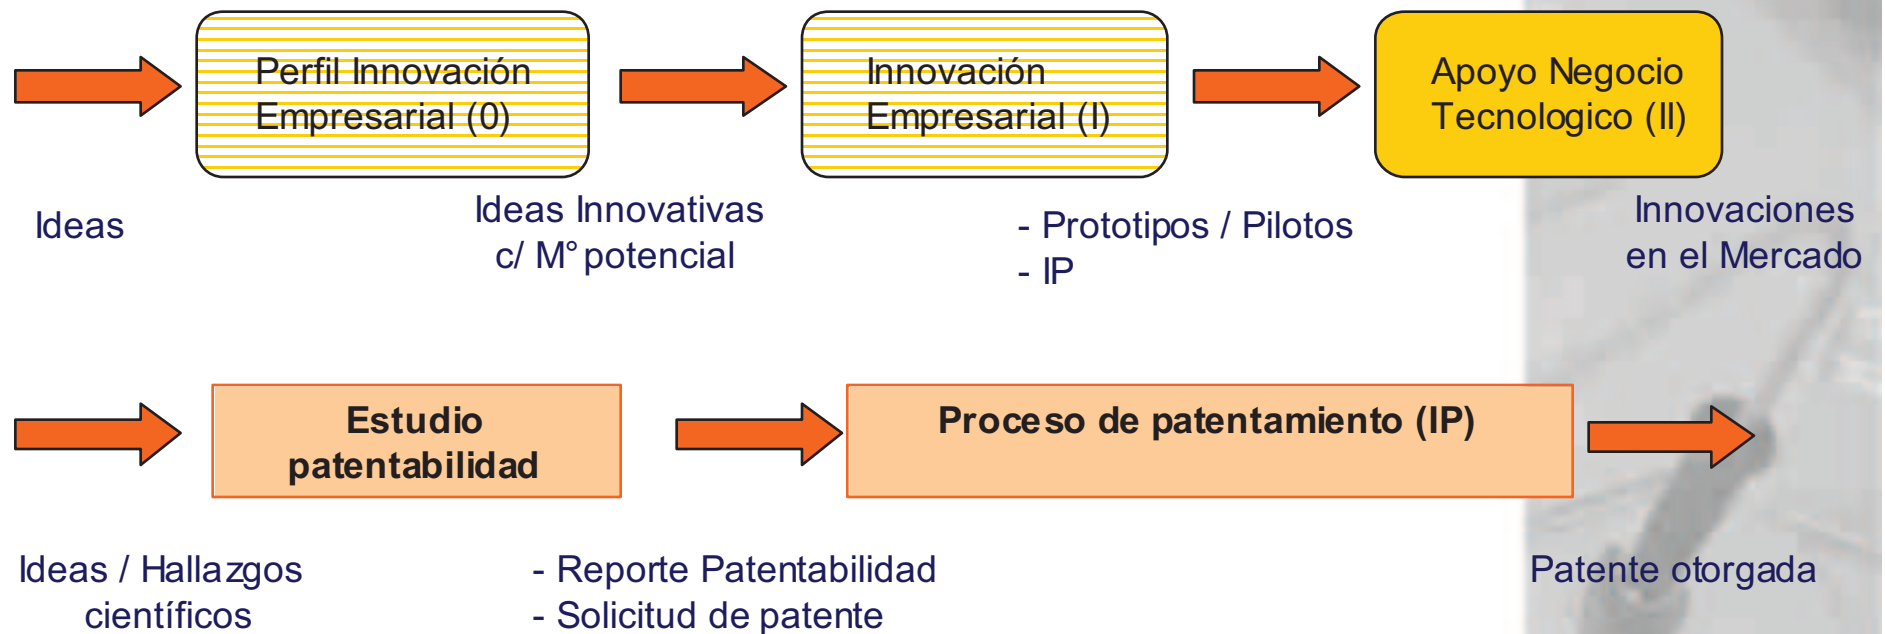 Perfil Innovación
Empresarial (0)
Innovación
Empresarial (I)
Apoyo Negocio
Tecnologico (II)
Ideas
Ideas Innovativas
c/ M° potencial
- Prototipos / Pilotos
- IP
Innovaciones
en el Mercado
Estudio
patentabilidad
Proceso de patentamiento (IP)
Ideas / Hallazgos
científicos
- Reporte Patentabilidad
- Solicitud de patente
Patente otorgada